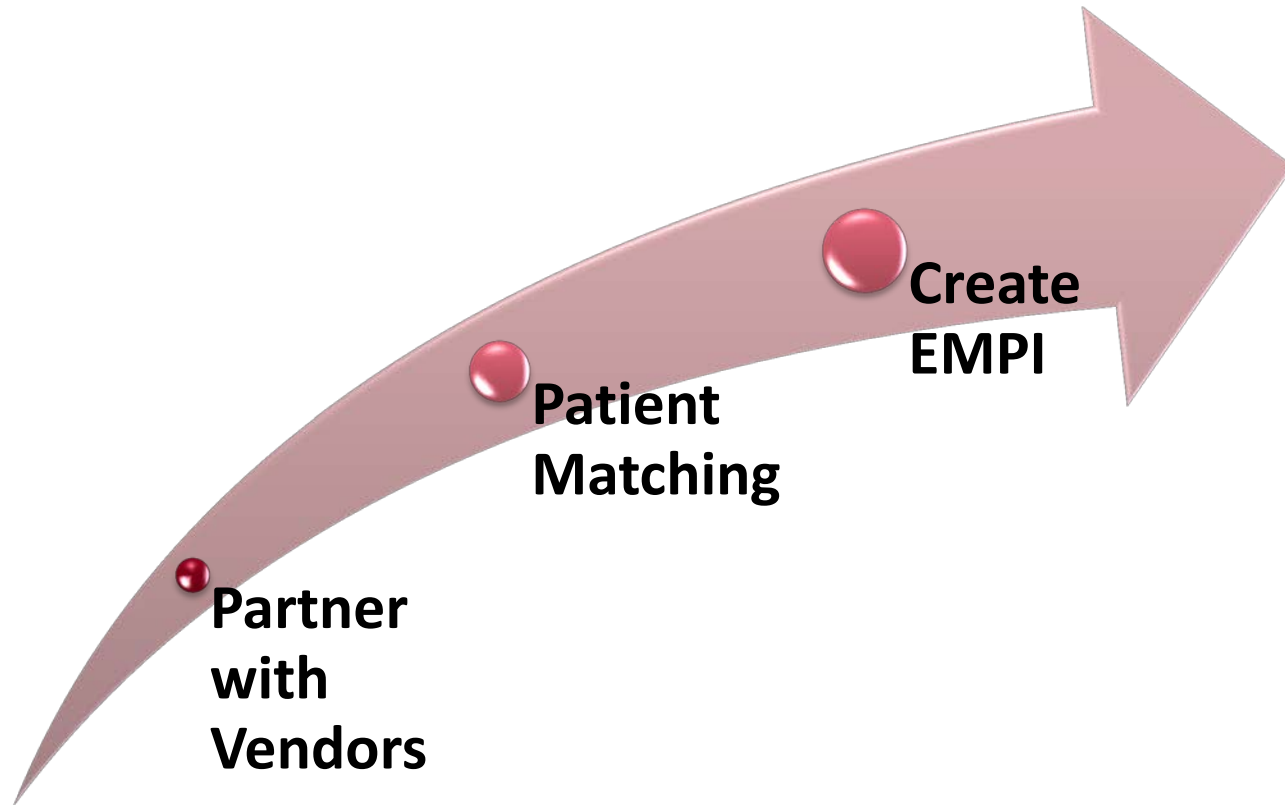 Partner
with
Vendors
Patient
Matching
Create
EMPI